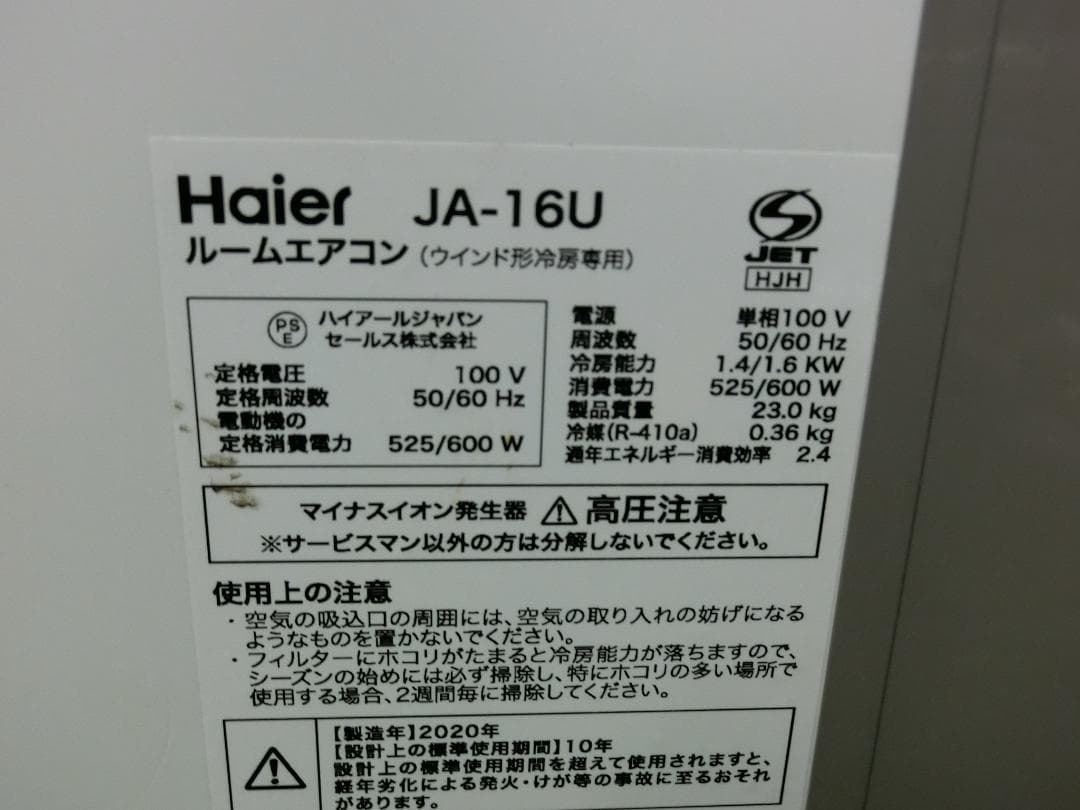 Haier JA-16U
ルームエアコン（ウインド形冷房専用）
JET
HJH
PSE ハイアールジャパン
セールス株式会社
定格電圧 100 V
定格周波数 50/60 Hz
電動機の
定格消費電力 525/600 W
電源 単相100 V
周波数 50/60 Hz
冷房能力 1.4/1.6 KW
消費電力 525/600 W
製品質量 23.0 kg
冷媒(R-410a) 0.36 kg
通年エネルギー消費効率 2.4
マイナスイオン発生器 ⚠ 高圧注意
※サービスマン以外の方は分解しないでください。
使用上の注意
・空気の吸込口の周囲には、空気の取り入れの妨げになる
ようなものを置かないでください。
・フィルターにホコリがたまると冷房能力が落ちますので、
シーズンの始めには必ず掃除し、特にホコリの多い場所で
使用する場合、2週間毎に掃除してください。
【製造年】2020年
【設計上の標準使用期間】10年
設計上の標準使用期間を超えて使用されますと、
経年劣化による発火・けが等の事故に至るおそれ
があります。